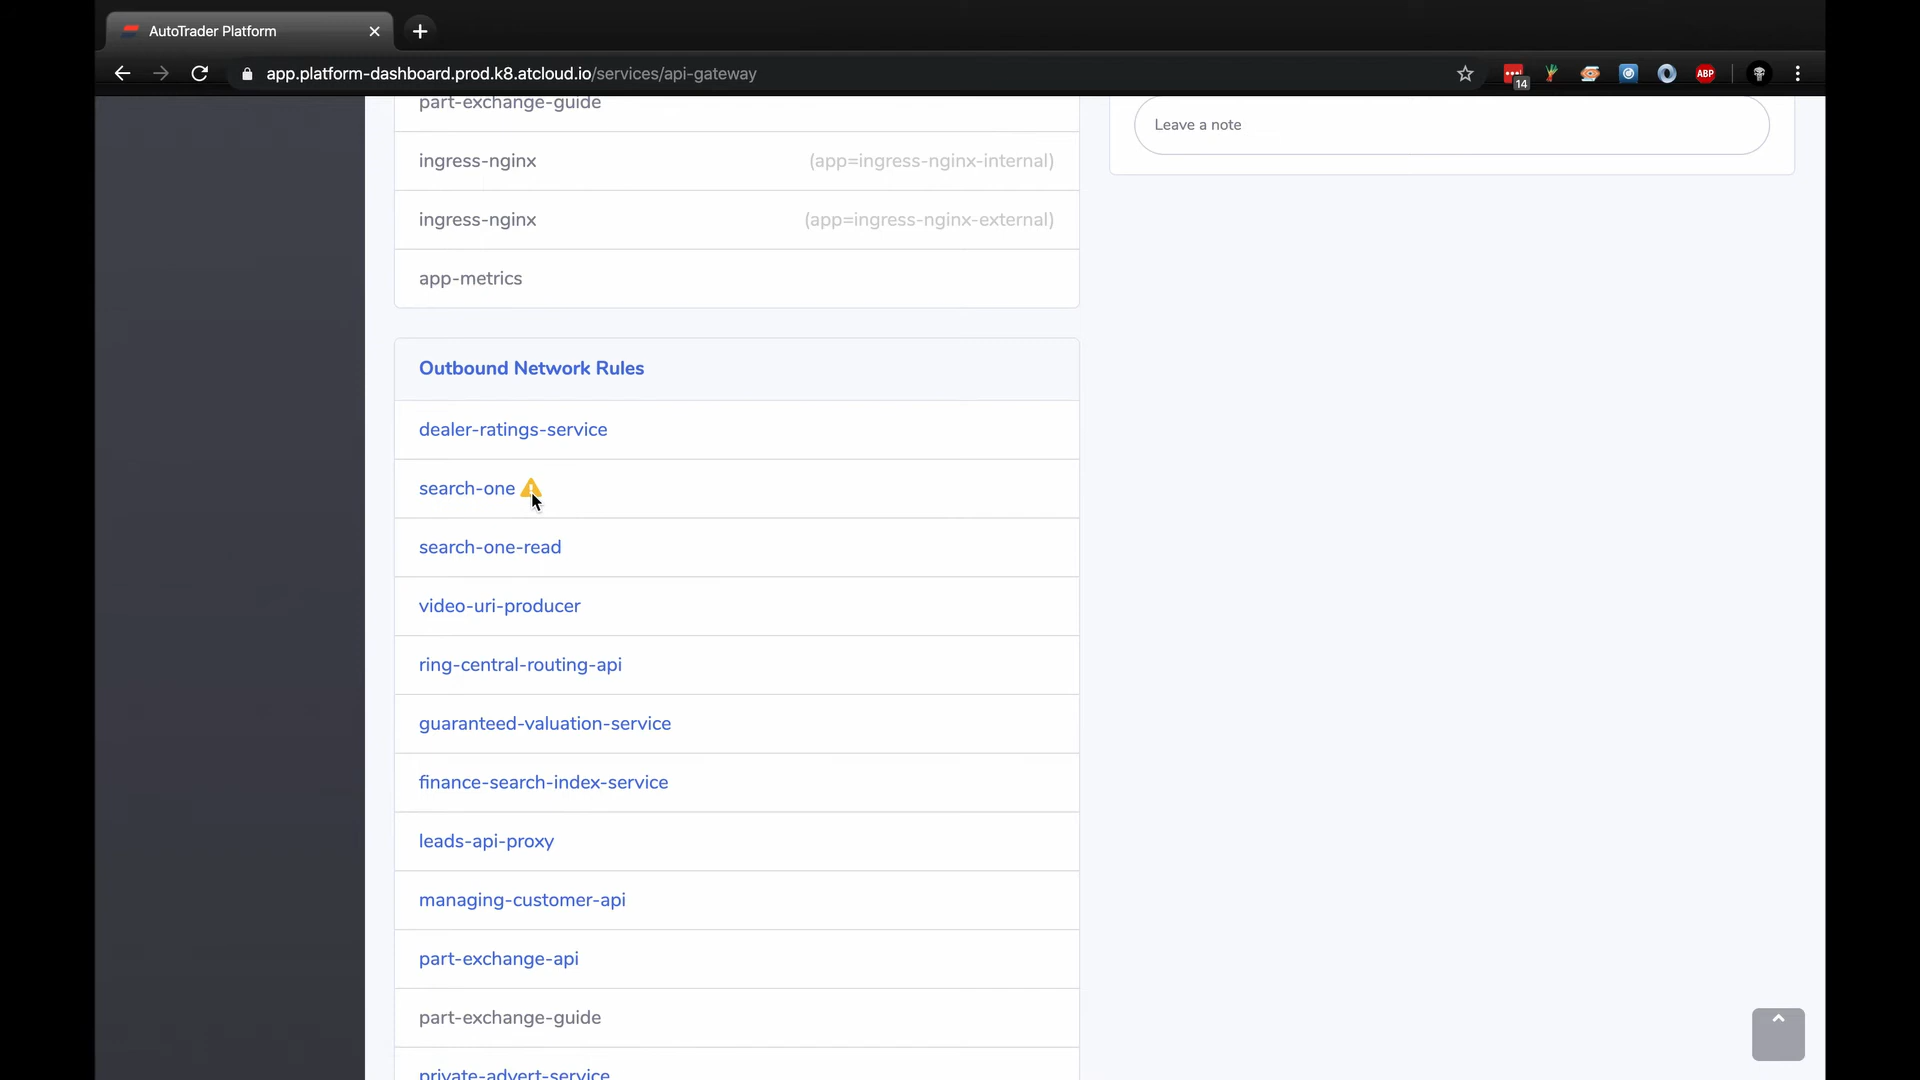 AutoTrader Platform
app.platform-dashboard.prod.k8.atcloud.io/services/api-gateway
14
ABP
part-exchange-guide
Leave a note
ingress-nginx (app=ingress-nginx-internal)
ingress-nginx (app=ingress-nginx-external)
app-metrics
Outbound Network Rules
dealer-ratings-service
search-one
search-one-read
video-uri-producer
ring-central-routing-api
guaranteed-valuation-service
finance-search-index-service
leads-api-proxy
managing-customer-api
part-exchange-api
part-exchange-guide
private-advert-service